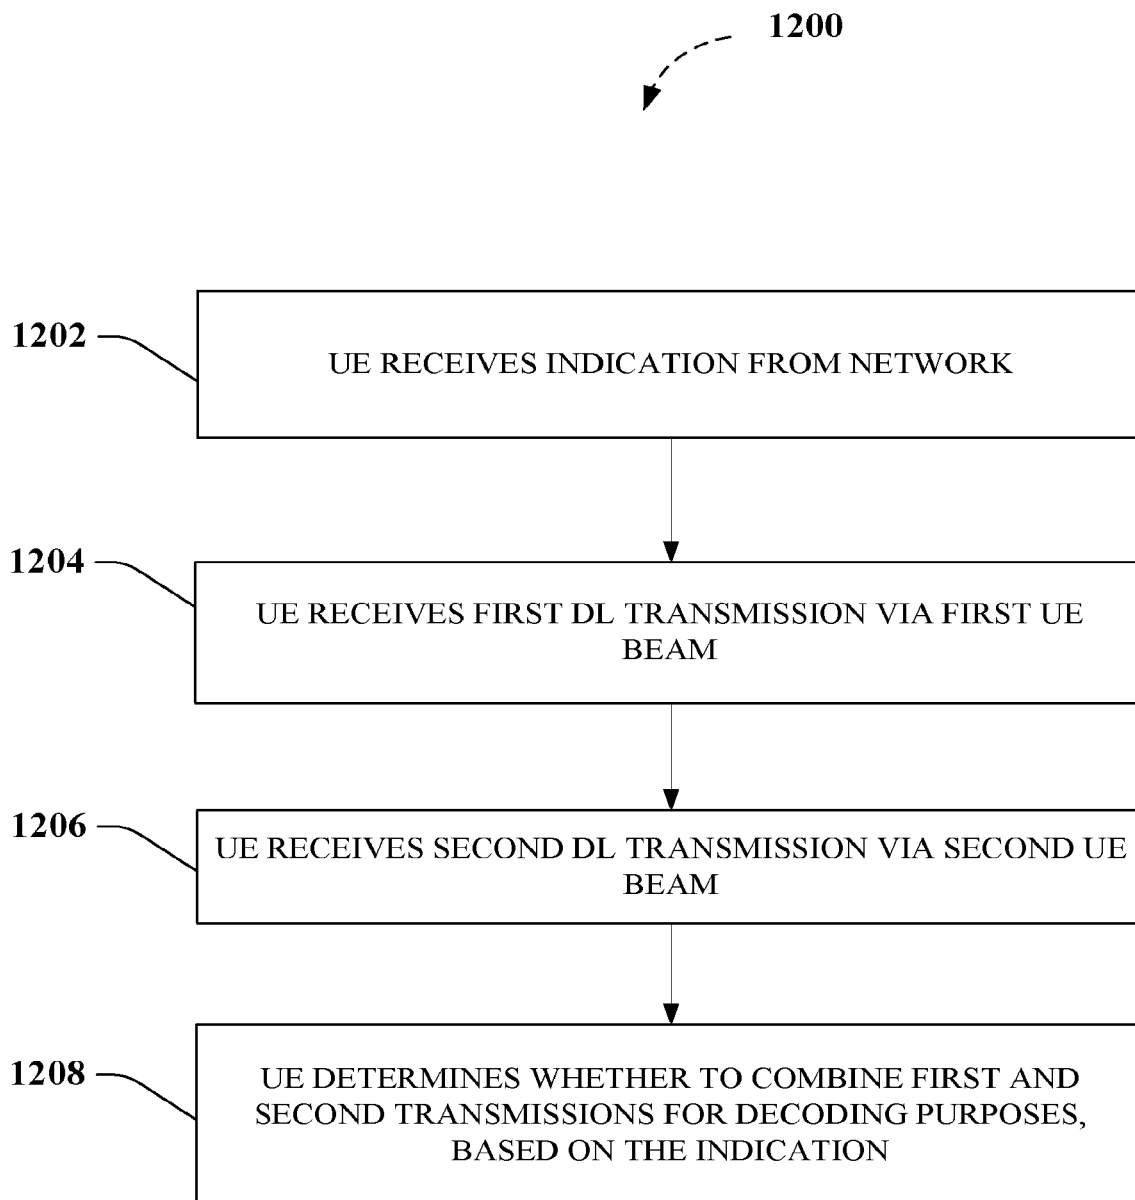 1200
1202
UE RECEIVES INDICATION FROM NETWORK
1204
UE RECEIVES FIRST DL TRANSMISSION VIA FIRST UE
BEAM
1206
UE RECEIVES SECOND DL TRANSMISSION VIA SECOND UE
BEAM
1208
UE DETERMINES WHETHER TO COMBINE FIRST AND
SECOND TRANSMISSIONS FOR DECODING PURPOSES,
BASED ON THE INDICATION